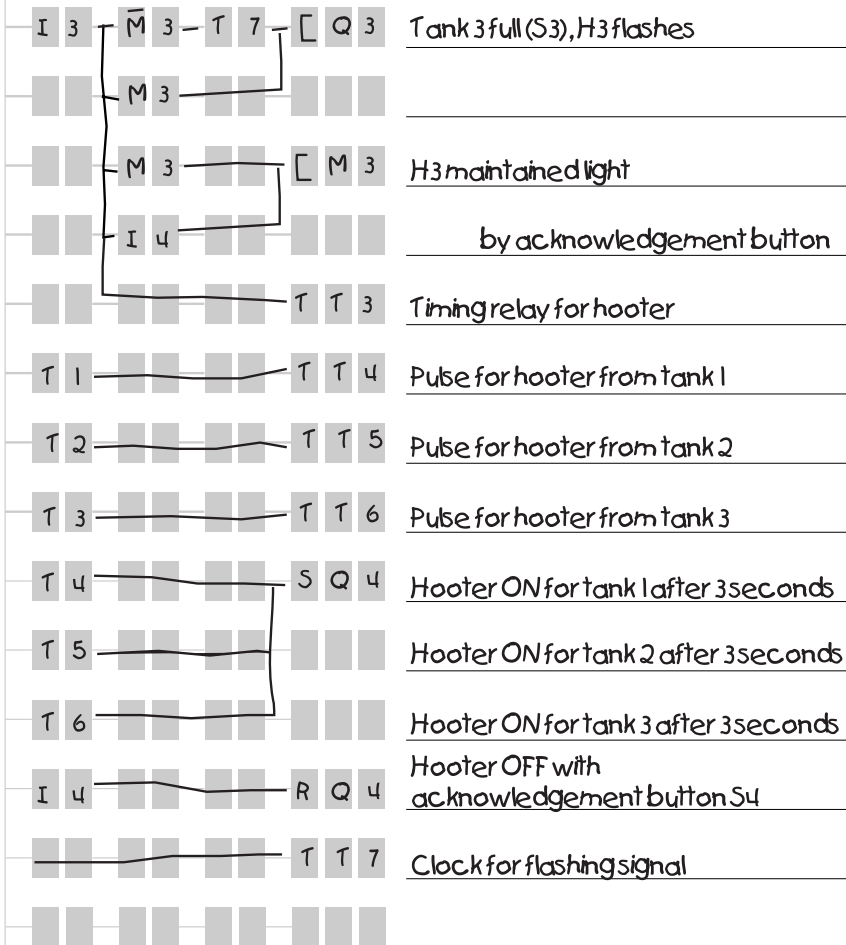 I 3 M̄ 3 T 7 [ Q 3 Tank 3 full (S3), H3 flashes
M 3
M 3 [ M 3 H3 maintained light
I 4 by acknowledgement button
T T 3 Timing relay for hooter
T 1 T T 4 Pulse for hooter from tank 1
T 2 T T 5 Pulse for hooter from tank 2
T 3 T T 6 Pulse for hooter from tank 3
T 4 S Q 4 Hooter ON for tank 1 after 3 seconds
T 5 Hooter ON for tank 2 after 3 seconds
T 6 Hooter ON for tank 3 after 3 seconds
Hooter OFF with
I 4 R Q 4 acknowledgement button S4
T T 7 Clock for flashing signal